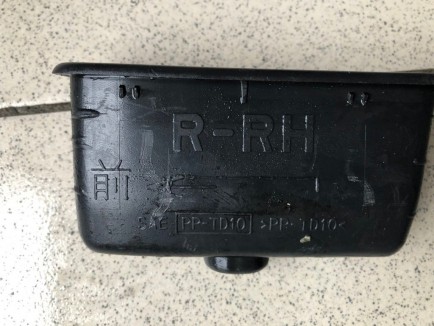 R-RH
前
SAE PP-TD10 >PP-TD10<